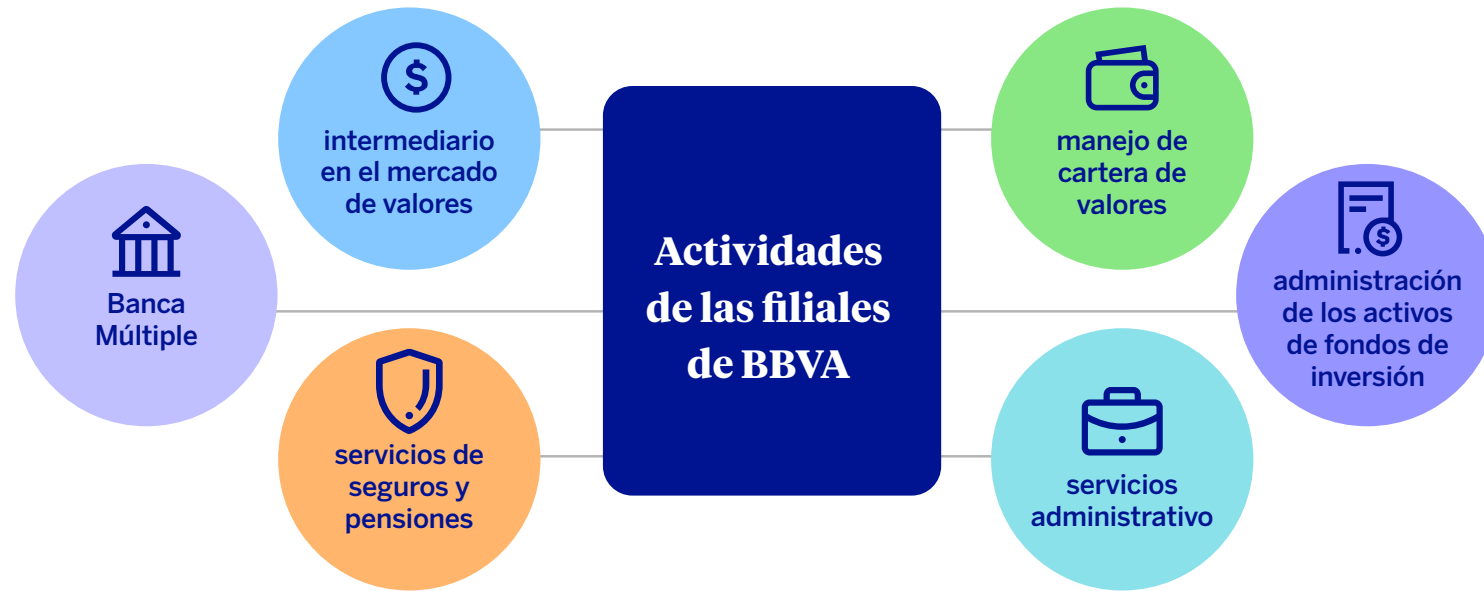 intermediario
en el mercado
de valores
Banca
Múltiple
servicios de
seguros y
pensiones
Actividades
de las filiales
de BBVA
manejo de
cartera de
valores
administración
de los activos
de fondos de
inversión
servicios
administrativo